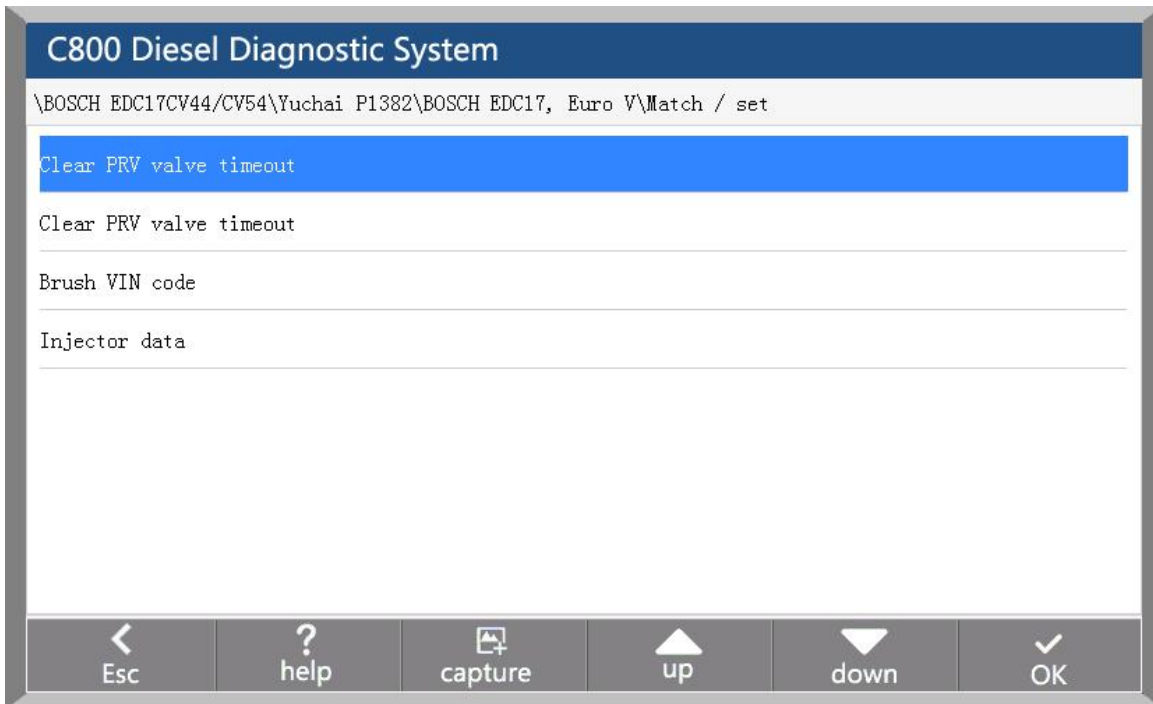 C800 Diesel Diagnostic System
\BOSCH EDC17CV44/CV54\Yuchai P1382\BOSCH EDC17, Euro V\Match / set
Clear PRV valve timeout
Clear PRV valve timeout
Brush VIN code
Injector data
Esc
? help
capture
up
down
OK